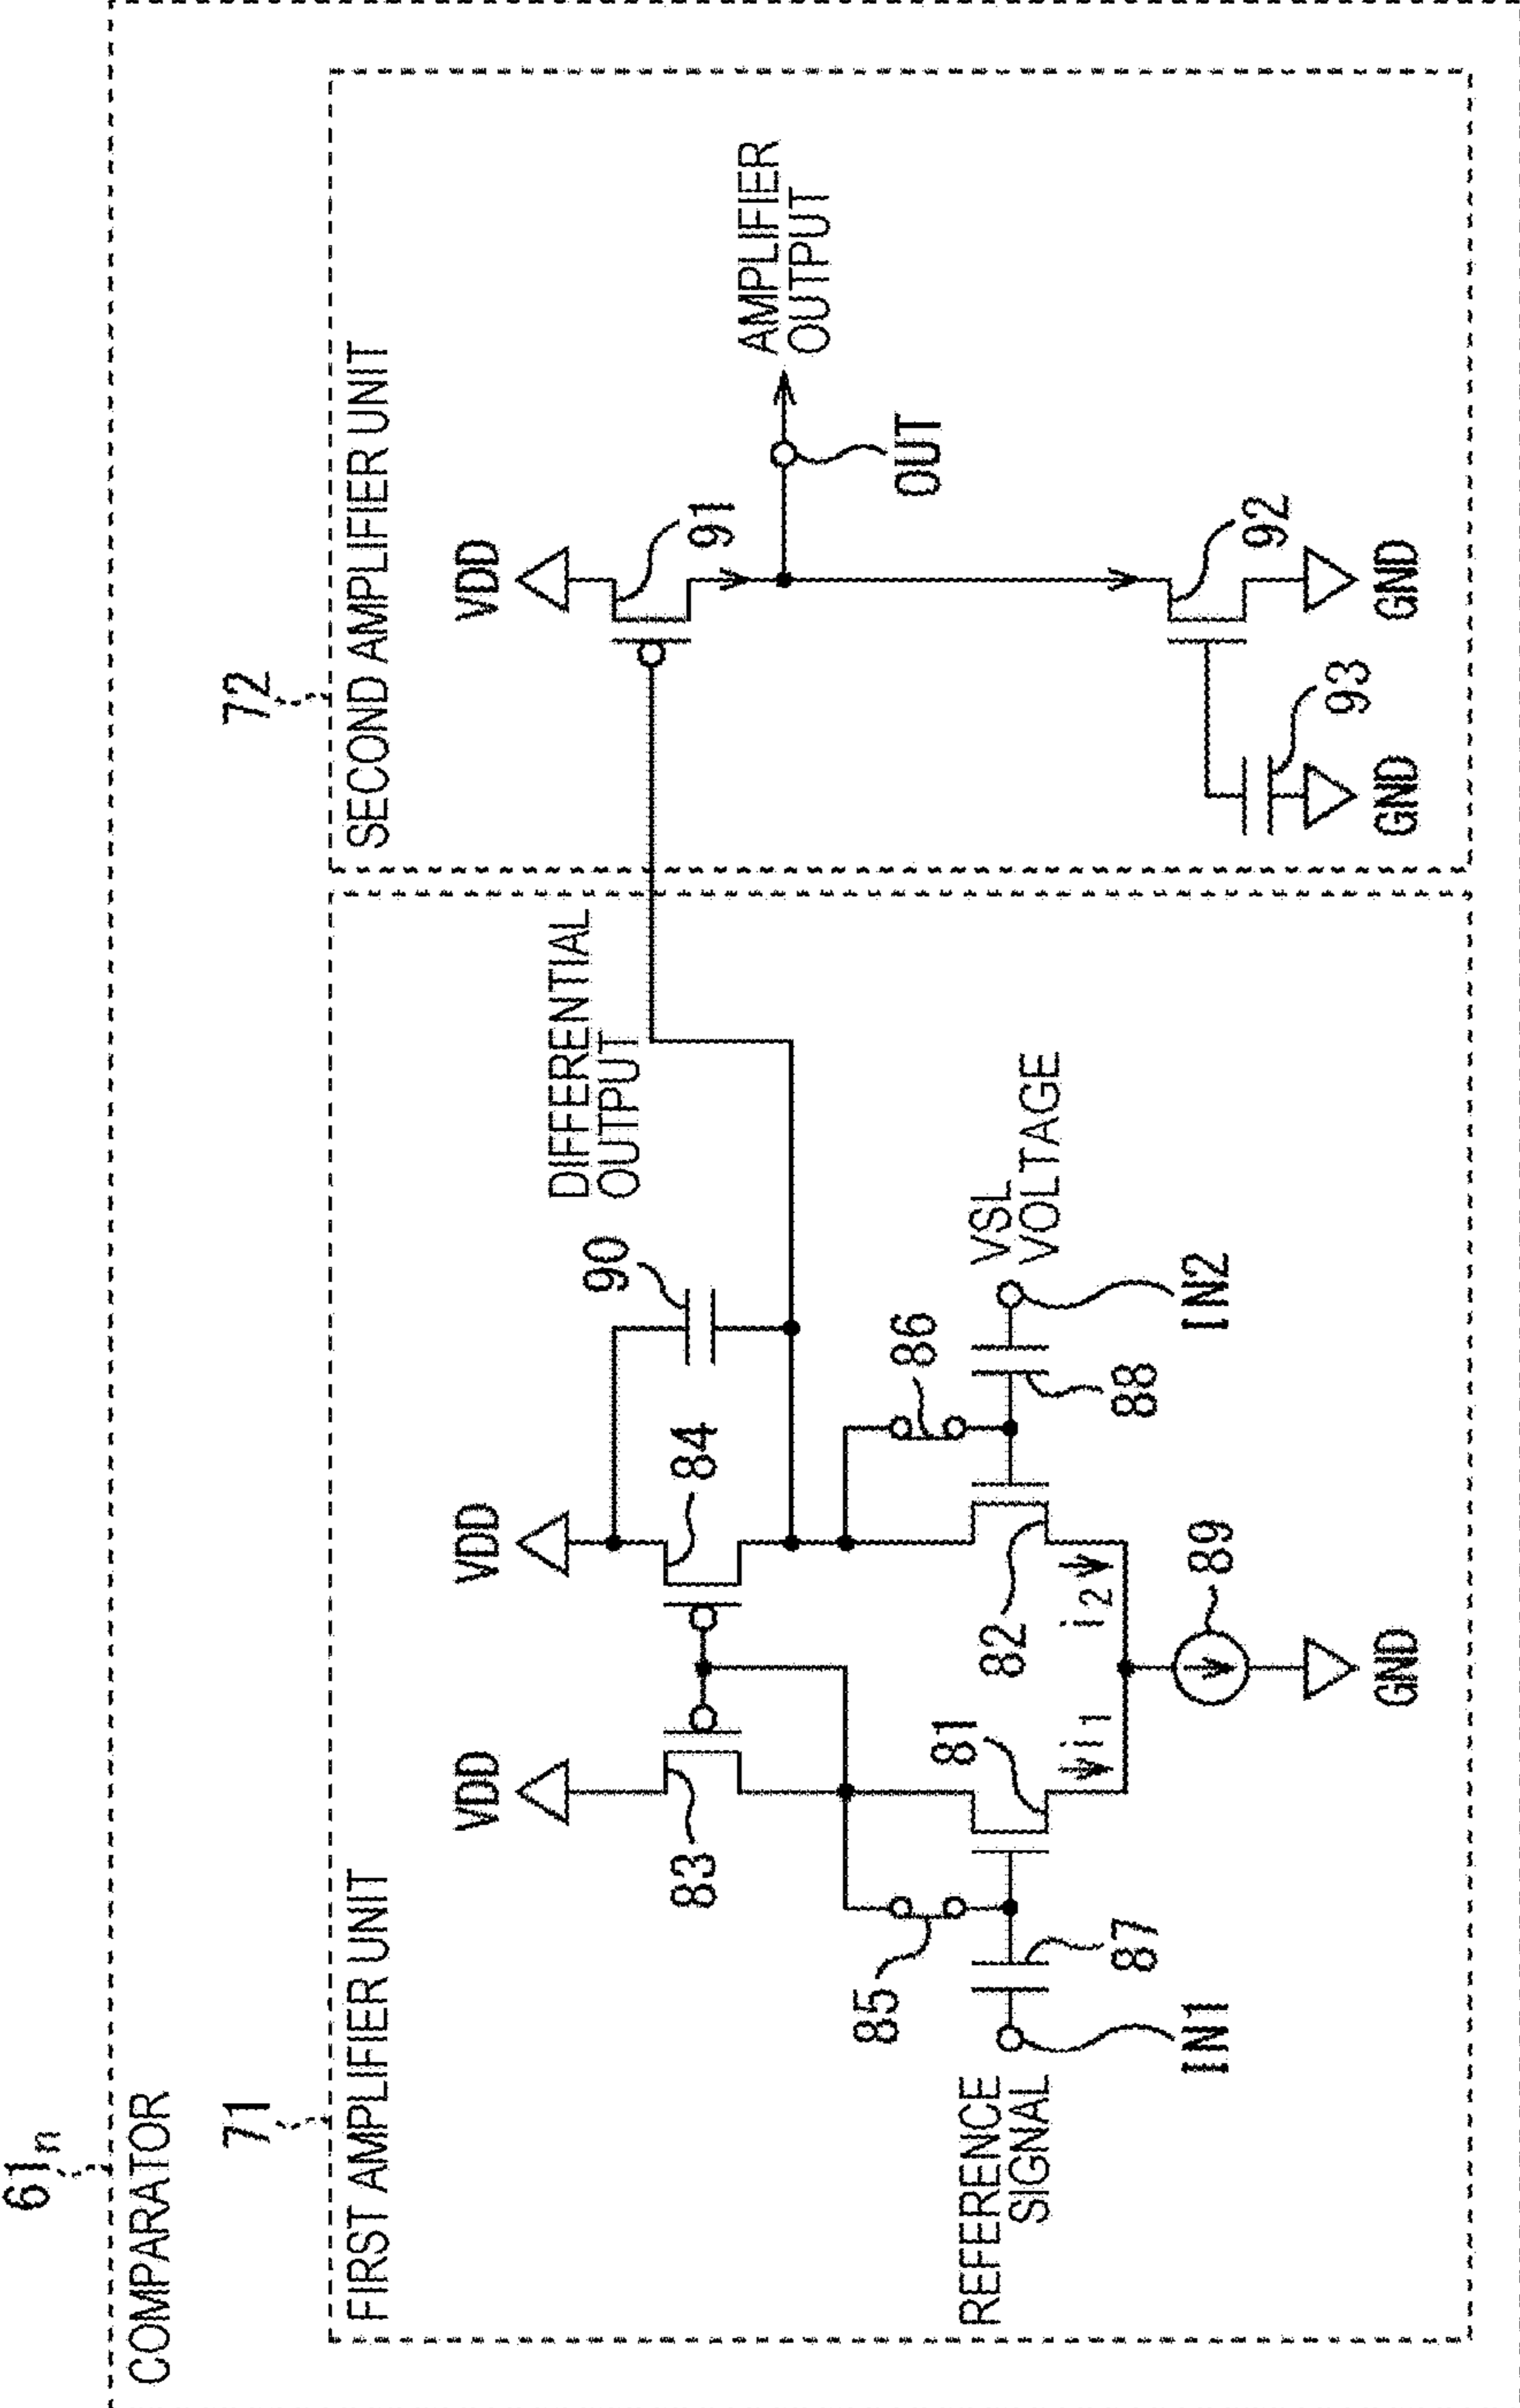 61n
COMPARATOR
71
FIRST AMPLIFIER UNIT
VDD
VDD
83
84
90
DIFFERENTIAL
OUTPUT
85
86
REFERENCE
SIGNAL
IN1
87
81
82
88
VSL
VOLTAGE
IN2
i1
i2
89
GND
72
SECOND AMPLIFIER UNIT
VDD
91
AMPLIFIER
OUTPUT
OUT
92
93
GND
GND